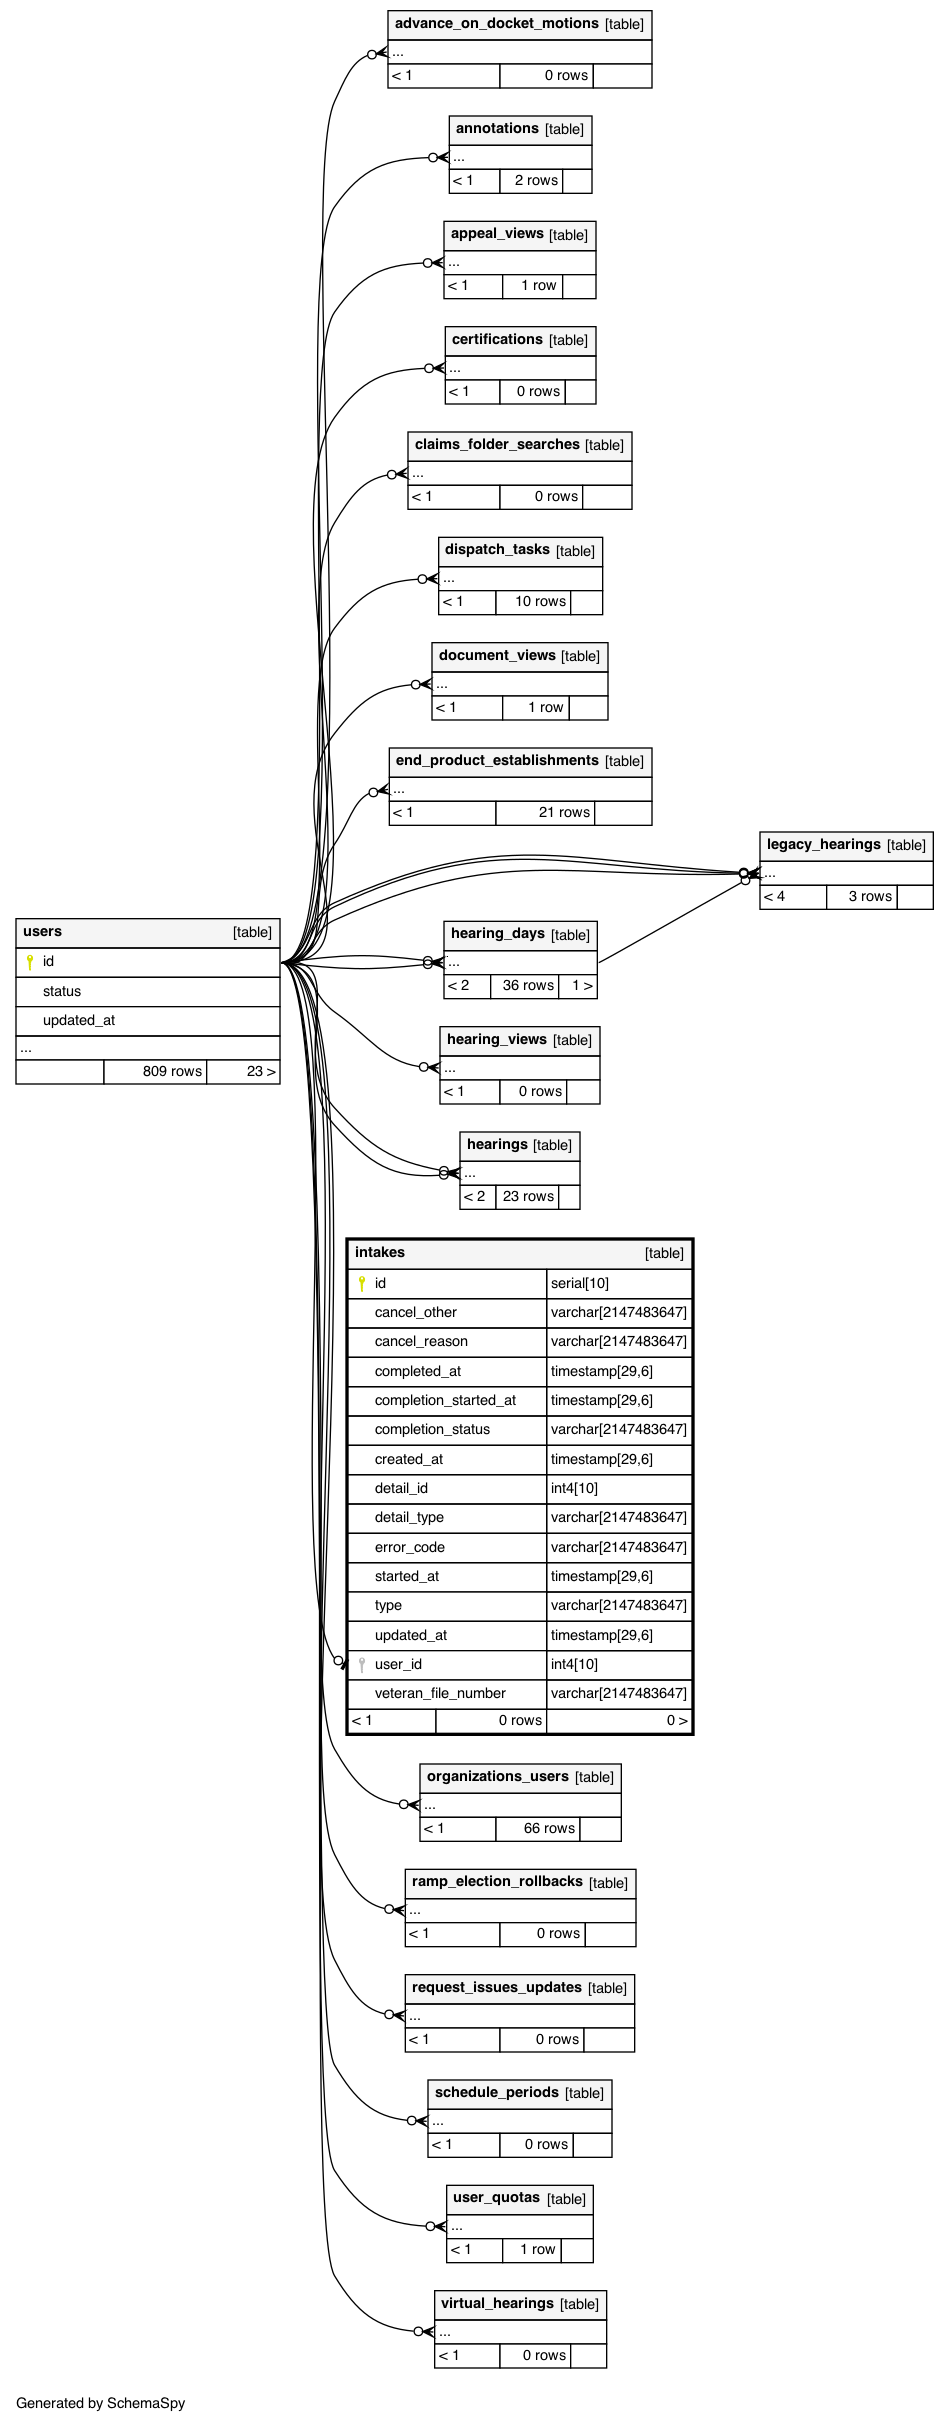 advance_on_docket_motions [table]
...
< 1 0 rows
annotations [table]
...
< 1 2 rows
appeal_views [table]
...
< 1 1 row
certifications [table]
...
< 1 0 rows
claims_folder_searches [table]
...
< 1 0 rows
dispatch_tasks [table]
...
< 1 10 rows
document_views [table]
...
< 1 1 row
end_product_establishments [table]
...
< 1 21 rows
legacy_hearings [table]
...
< 4 3 rows
users [table]
id
status
updated_at
...
809 rows 23 >
hearing_days [table]
...
< 2 36 rows 1 >
hearing_views [table]
...
< 1 0 rows
hearings [table]
...
< 2 23 rows
intakes [table]
id serial[10]
cancel_other varchar[2147483647]
cancel_reason varchar[2147483647]
completed_at timestamp[29,6]
completion_started_at timestamp[29,6]
completion_status varchar[2147483647]
created_at timestamp[29,6]
detail_id int4[10]
detail_type varchar[2147483647]
error_code varchar[2147483647]
started_at timestamp[29,6]
type varchar[2147483647]
updated_at timestamp[29,6]
user_id int4[10]
veteran_file_number varchar[2147483647]
< 1 0 rows 0 >
organizations_users [table]
...
< 1 66 rows
ramp_election_rollbacks [table]
...
< 1 0 rows
request_issues_updates [table]
...
< 1 0 rows
schedule_periods [table]
...
< 1 0 rows
user_quotas [table]
...
< 1 1 row
virtual_hearings [table]
...
< 1 0 rows
Generated by SchemaSpy